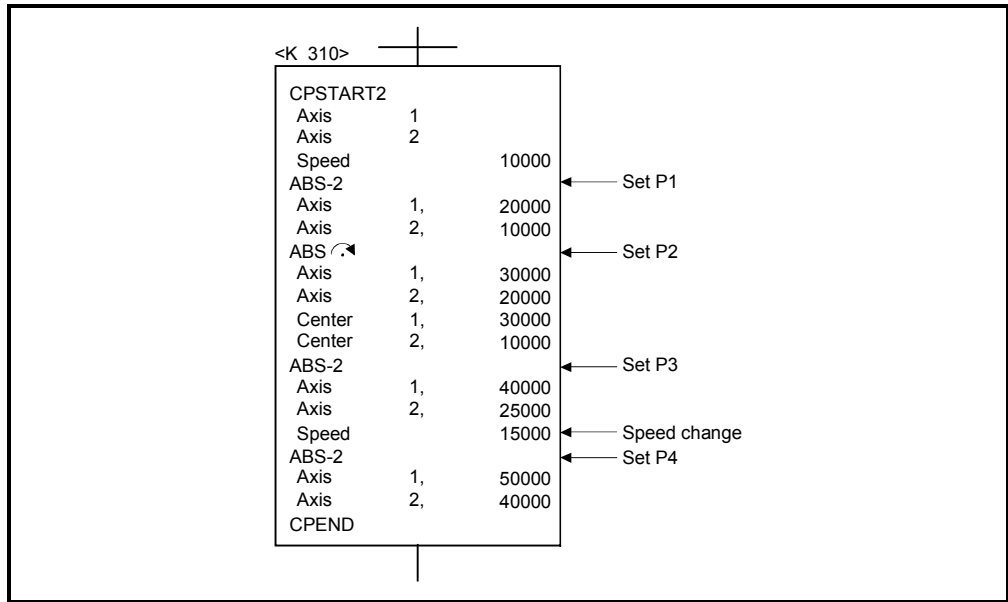 <K 310>
CPSTART2
Axis 1
Axis 2
Speed 10000
ABS-2 Set P1
Axis 1, 20000
Axis 2, 10000
ABS Set P2
Axis 1, 30000
Axis 2, 20000
Center 1, 30000
Center 2, 10000
ABS-2 Set P3
Axis 1, 40000
Axis 2, 25000
Speed 15000 Speed change
ABS-2 Set P4
Axis 1, 50000
Axis 2, 40000
CPEND